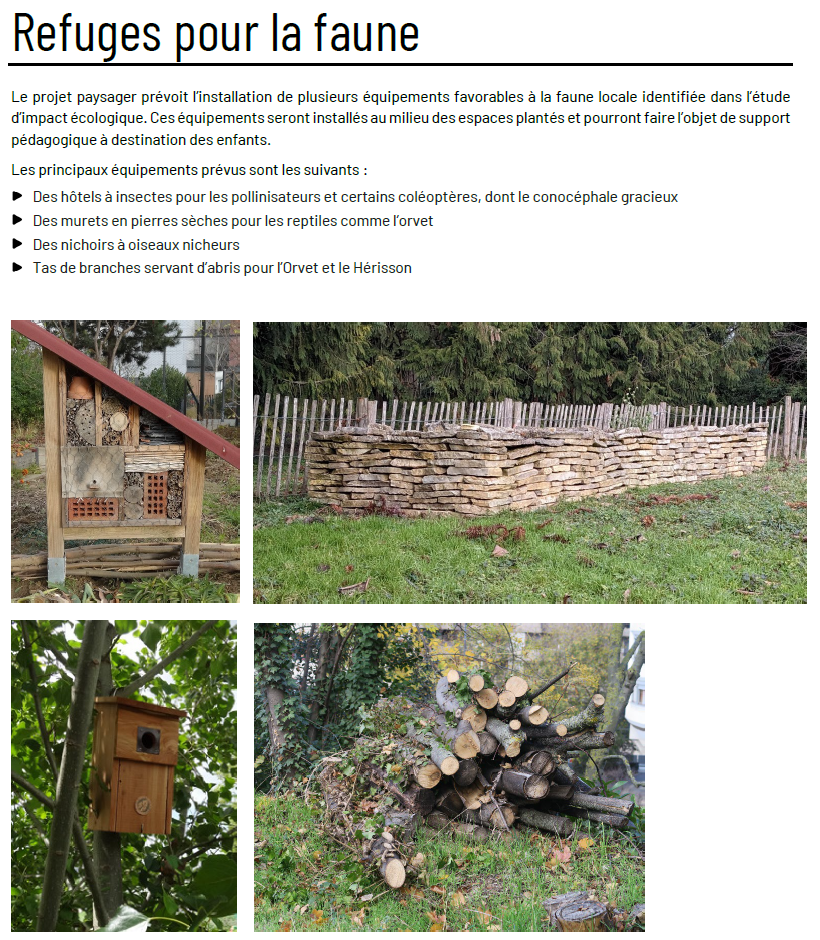 Refuges pour la faune
Le projet paysager prévoit l’installation de plusieurs équipements favorables à la faune locale identifiée dans l’étude
d’impact écologique. Ces équipements seront installés au milieu des espaces plantés et pourront faire l’objet de support
pédagogique à destination des enfants.
Les principaux équipements prévus sont les suivants :
Des hôtels à insectes pour les pollinisateurs et certains coléoptères, dont le conocéphale gracieux
Des murets en pierres sèches pour les reptiles comme l’orvet
Des nichoirs à oiseaux nicheurs
Tas de branches servant d’abris pour l’Orvet et le Hérisson